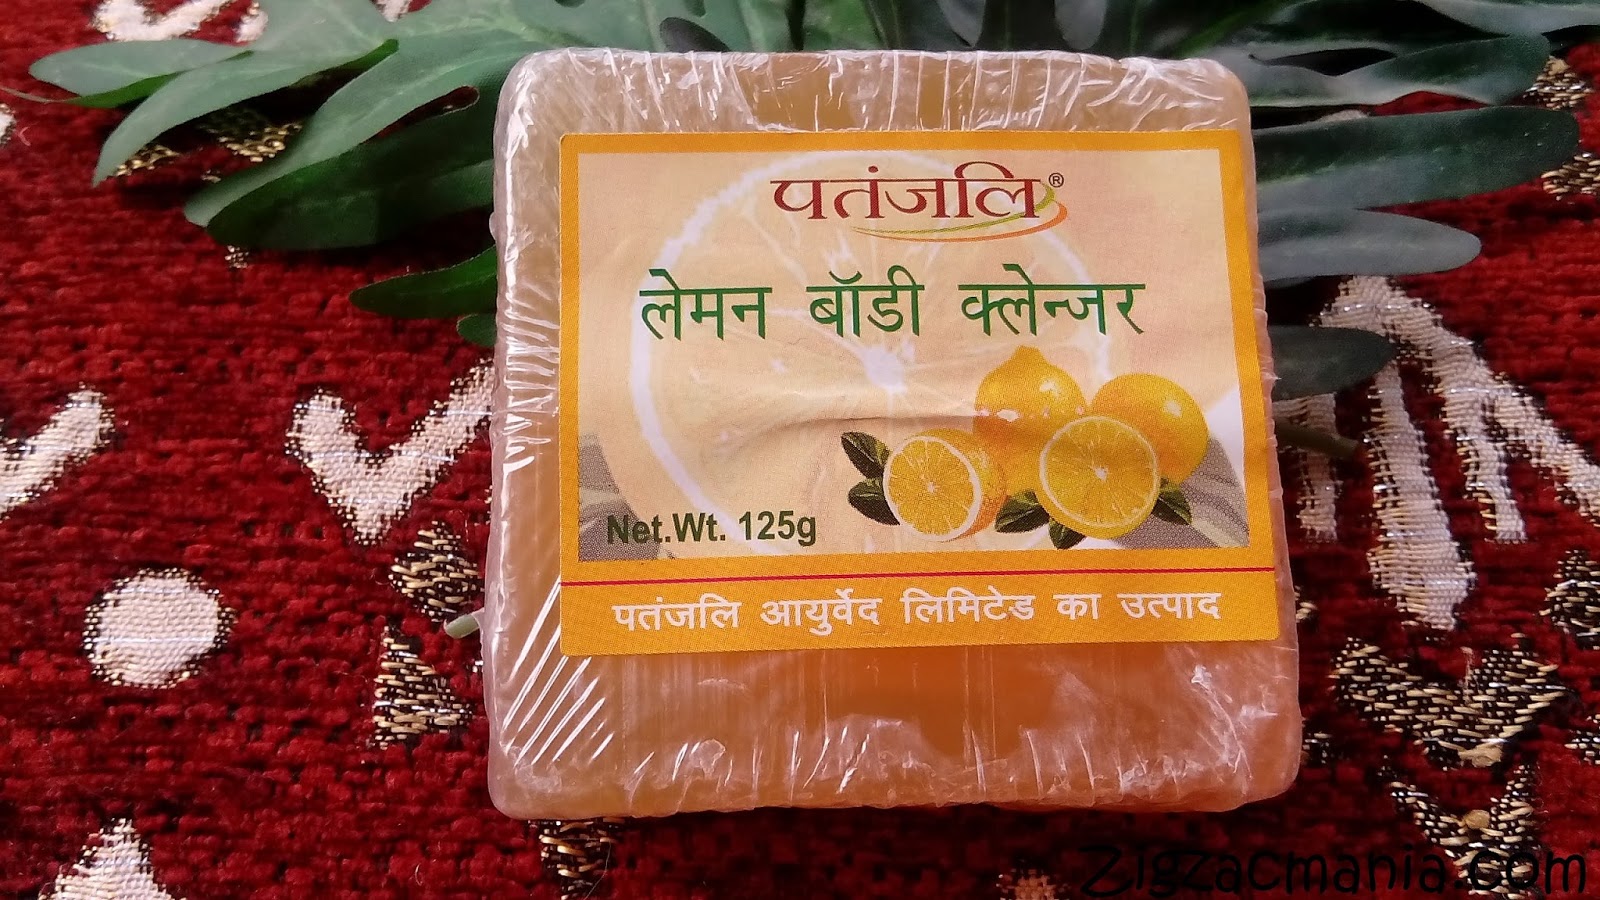 पतंजलि®
लेमन बॉडी क्लेन्जर
Net.Wt. 125g
पतंजलि आयुर्वेद लिमिटेड का उत्पाद
Zigzacmania.com